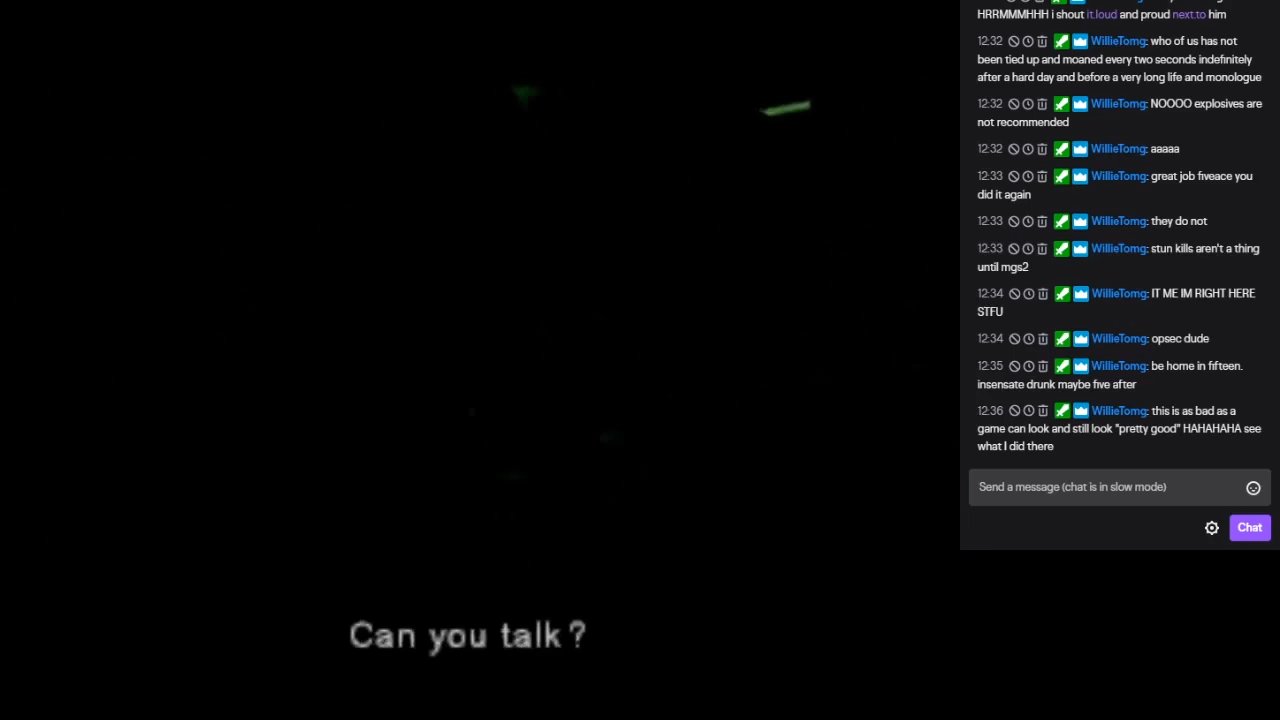 HRRMMMHHH i shout it.loud and proud next.to him
12:32 WillieTomg: who of us has not
been tied up and moaned every two seconds indefinitely
after a hard day and before a very long life and monologue
12:32 WillieTomg: NOOOO explosives are
not recommended
12:32 WillieTomg: aaaaa
12:33 WillieTomg: great job fiveace you
did it again
12:33 WillieTomg: they do not
12:33 WillieTomg: stun kills aren't a thing
until mgs2
12:34 WillieTomg: IT ME IM RIGHT HERE
STFU
12:34 WillieTomg: opsec dude
12:35 WillieTomg: be home in fifteen.
insensate drunk maybe five after
12:36 WillieTomg: this is as bad as a
game can look and still look "pretty good" HAHAHAHA see
what I did there
Send a message (chat is in slow mode)
Chat
Can you talk?